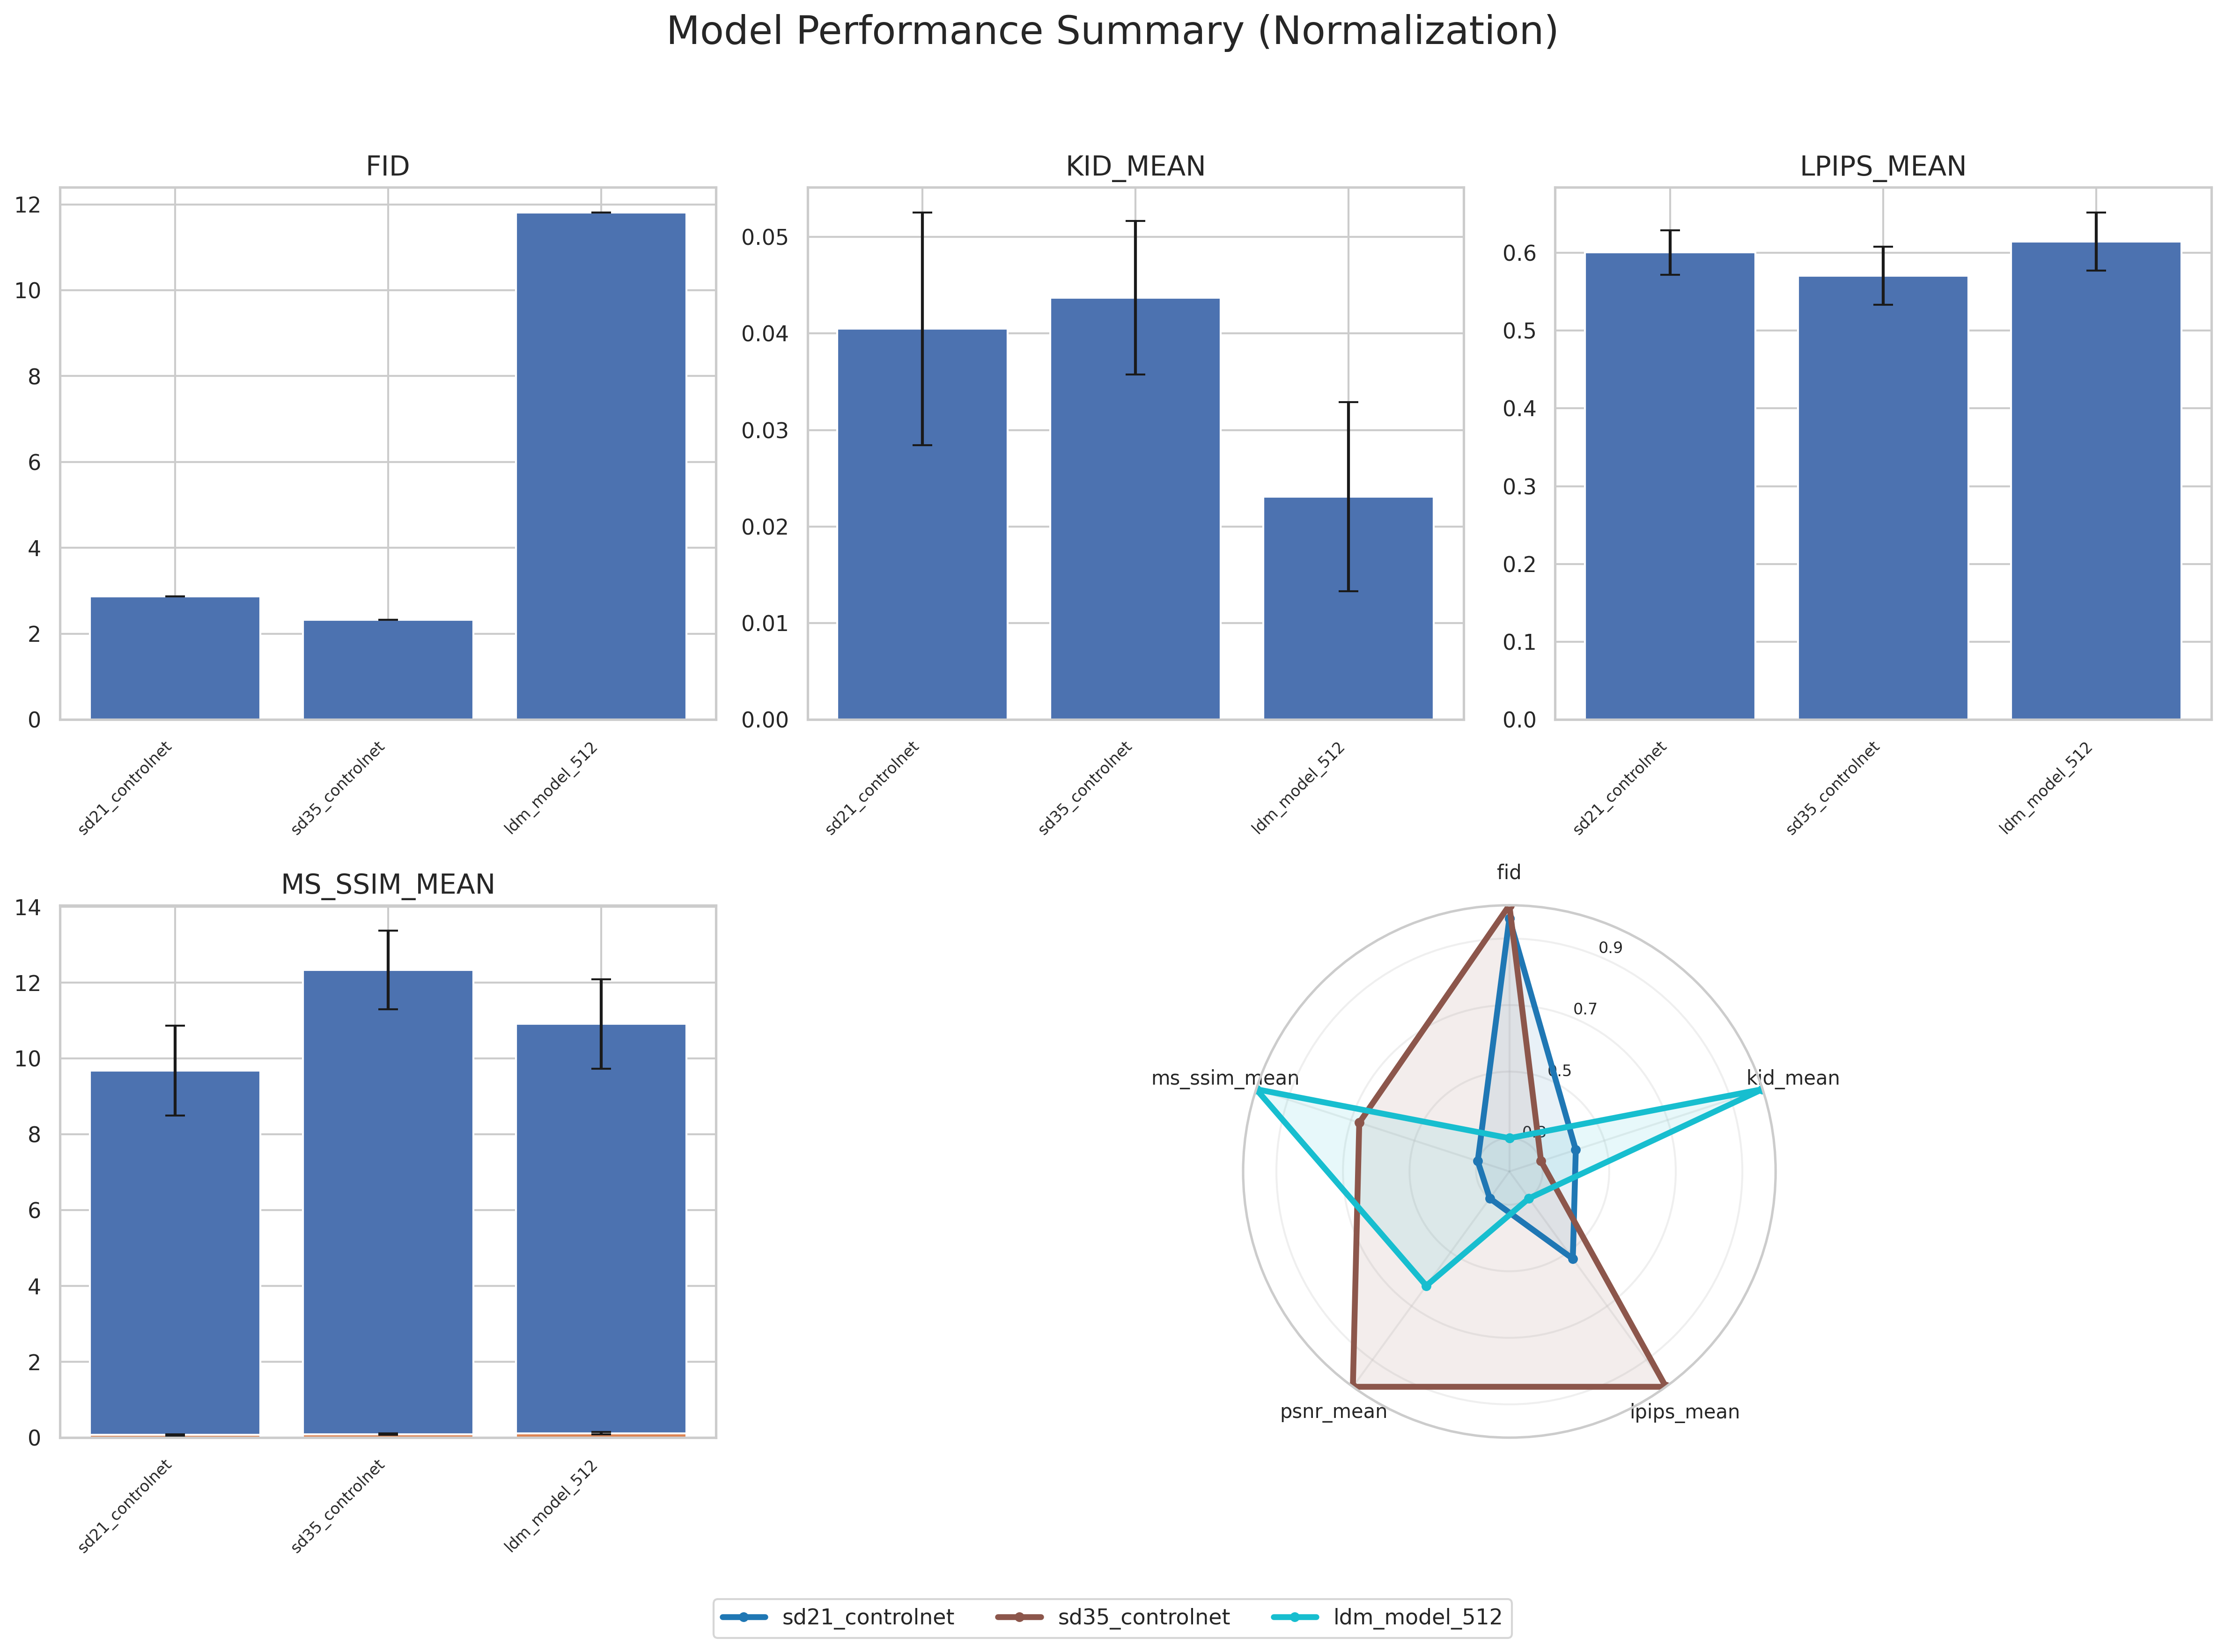 Model Performance Summary (Normalization)
FID
12
10
8
6
4
2
0
sd21_controlnet
sd35_controlnet
ldm_model_512
KID_MEAN
0.05
0.04
0.03
0.02
0.01
0.00
sd21_controlnet
sd35_controlnet
ldm_model_512
LPIPS_MEAN
0.6
0.5
0.4
0.3
0.2
0.1
0.0
sd21_controlnet
sd35_controlnet
ldm_model_512
MS_SSIM_MEAN
14
12
10
8
6
4
2
0
sd21_controlnet
sd35_controlnet
ldm_model_512
fid
0.9
0.7
0.5
0.3
ms_ssim_mean
kid_mean
psnr_mean
lpips_mean
sd21_controlnet
sd35_controlnet
ldm_model_512